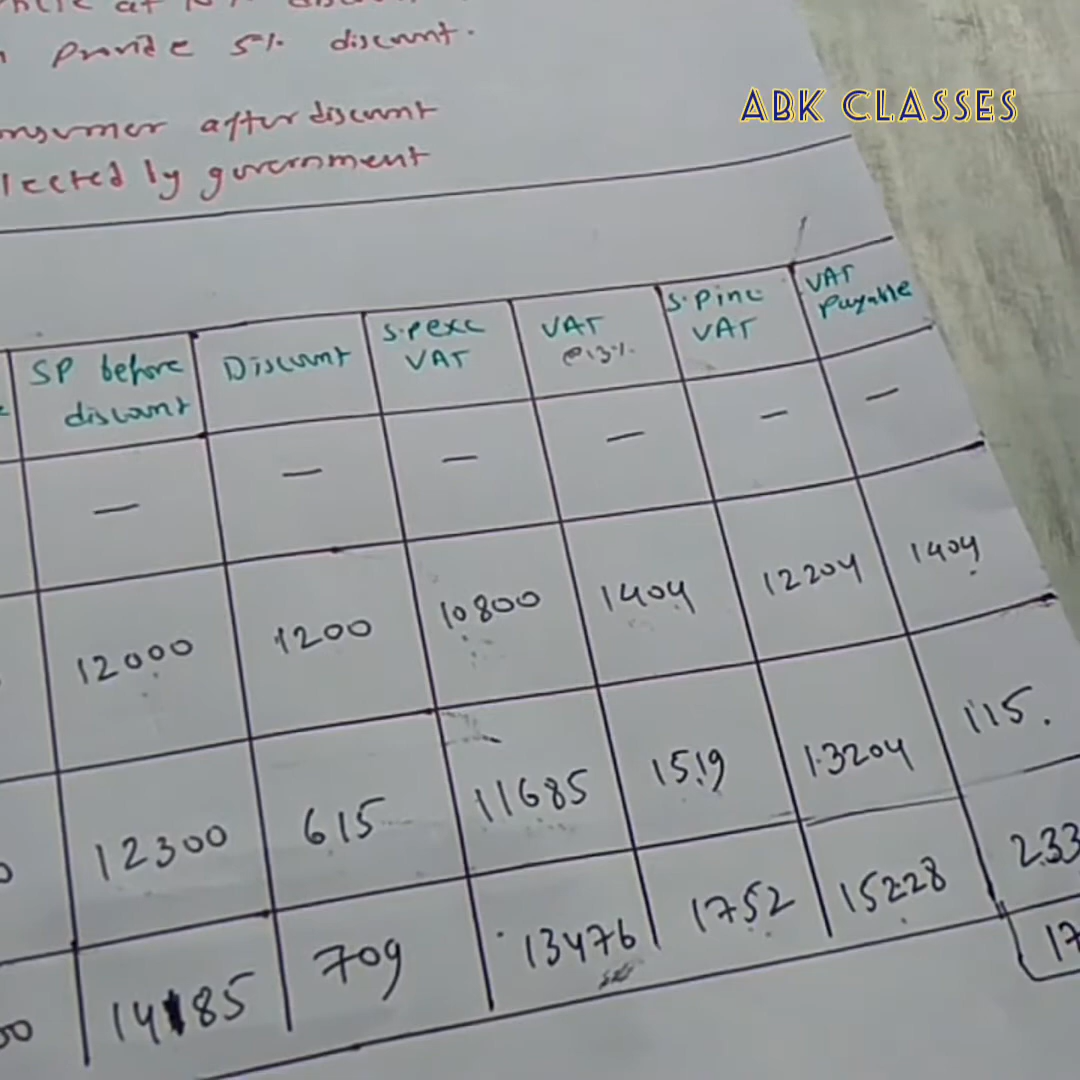 provide 5% discount.
after discount
ABK CLASSES
by government
SP before discount
Discount
S.P exc VAT
VAT @ 13%
S.P inc VAT
VAT Payable
— — — — — —
12000 1200 10800 1404 12204 1404
12300 615 11685 1519 13204 115.
14185 709 13476 1752 15228 233
17